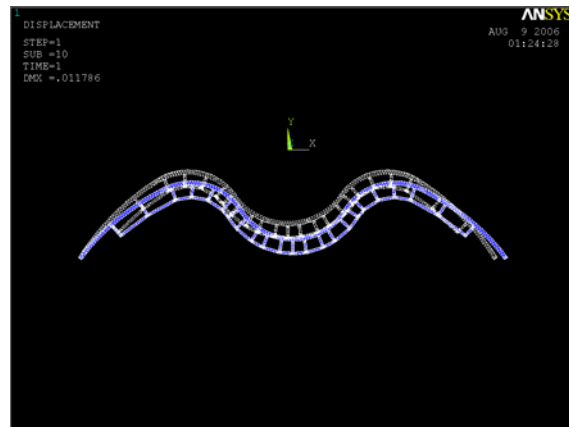 1
DISPLACEMENT
STEP=1
SUB =10
TIME=1
DMX =.011786
ANSYS
AUG 9 2006
01:24:28
Y
X